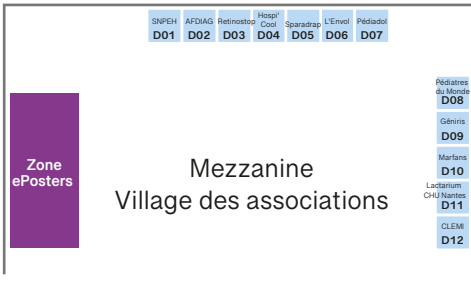 SNPEH
D01
AFDIAG
D02
Retinostop
D03
Hospi'
Cool
D04
Sparadrap
D05
L'Envol
D06
Pédiadol
D07
Pédiatres
du Monde
D08
Géniris
D09
Marfans
D10
Lactarium
CHU Nantes
D11
CLEMI
D12
Zone
ePosters
Mezzanine
Village des associations